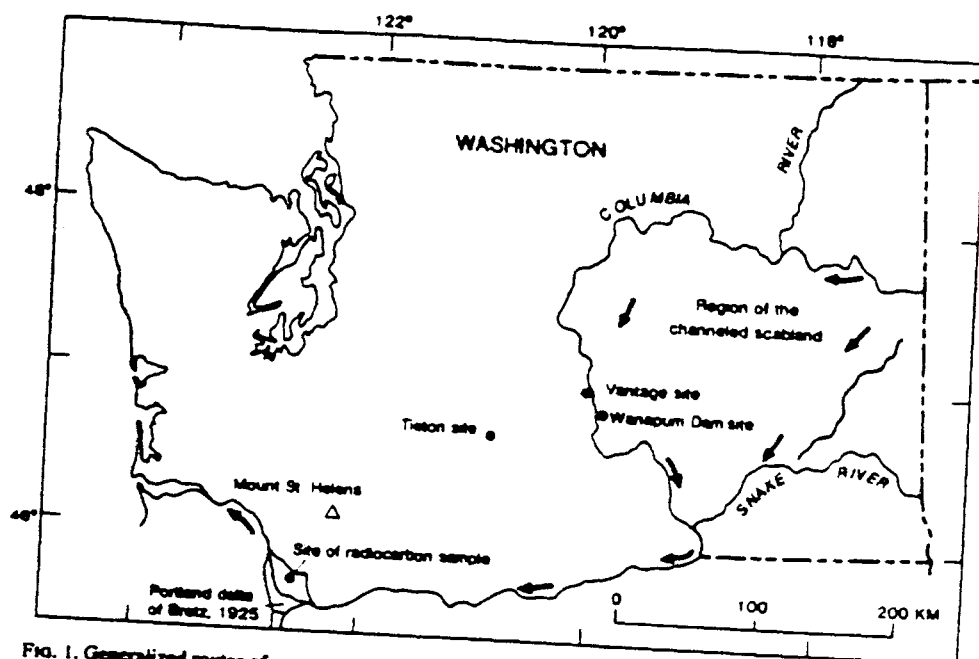 122° 120° 118°
WASHINGTON
RIVER
48°
COLUMBIA
Region of the
channeled scabland
Vantage site
Wanapum Dam site
Tieton site
SNAKE RIVER
Mount St Helens
46°
Site of radiocarbon sample
Portland delta
of Bretz, 1925
0 100 200 KM
FIG. 1. Generalized routes of